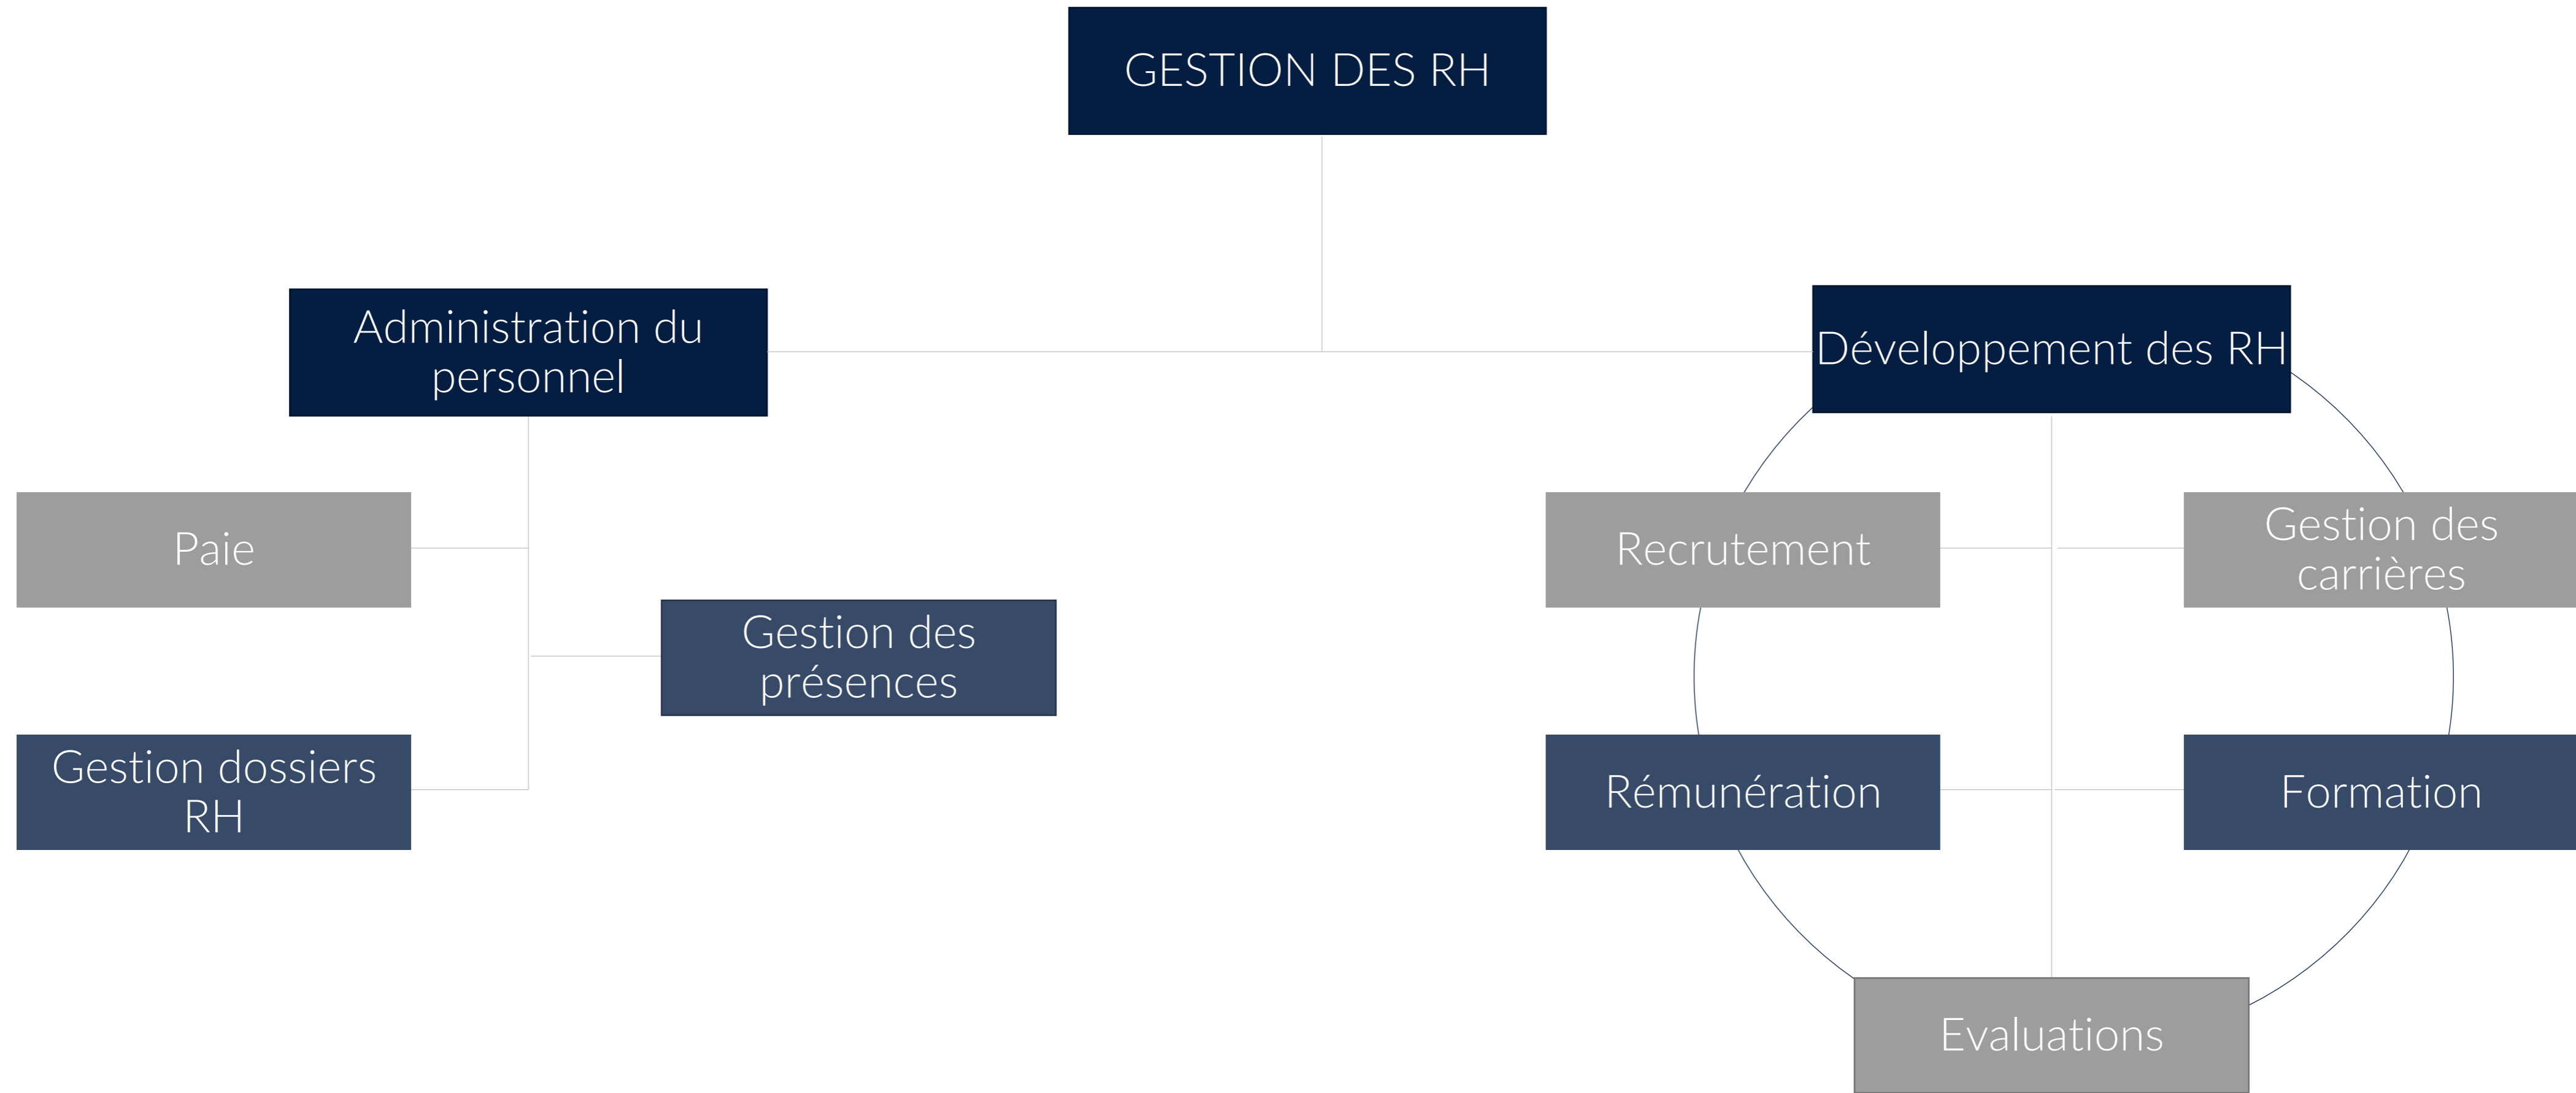 GESTION DES RH
Administration du
personnel
Développement des RH
Paie
Gestion des
présences
Gestion dossiers
RH
Recrutement
Gestion des
carrières
Rémunération
Formation
Evaluations